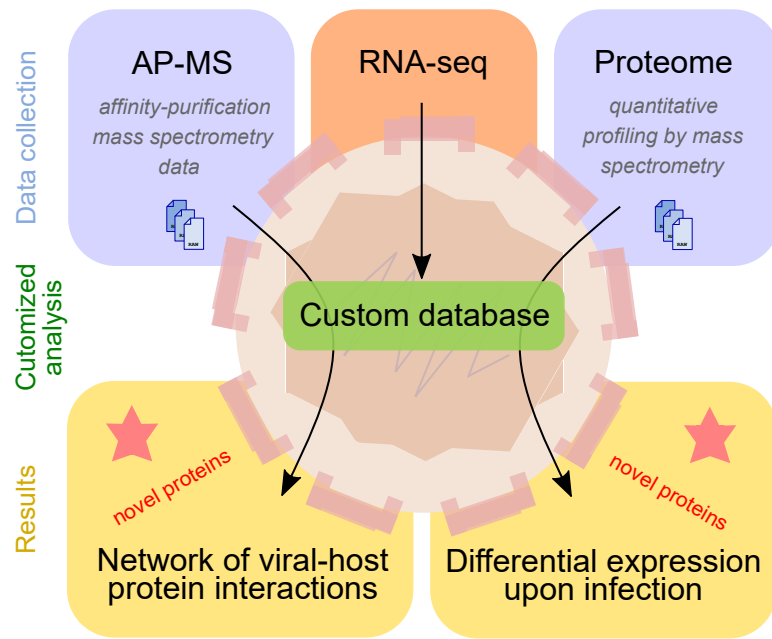 Data collection
AP-MS
affinity-purification
mass spectrometry
data
RNA-seq
Proteome
quantitative
profiling by mass
spectrometry
Cutomized
analysis
Custom database
Results
novel proteins
Network of viral-host
protein interactions
novel proteins
Differential expression
upon infection